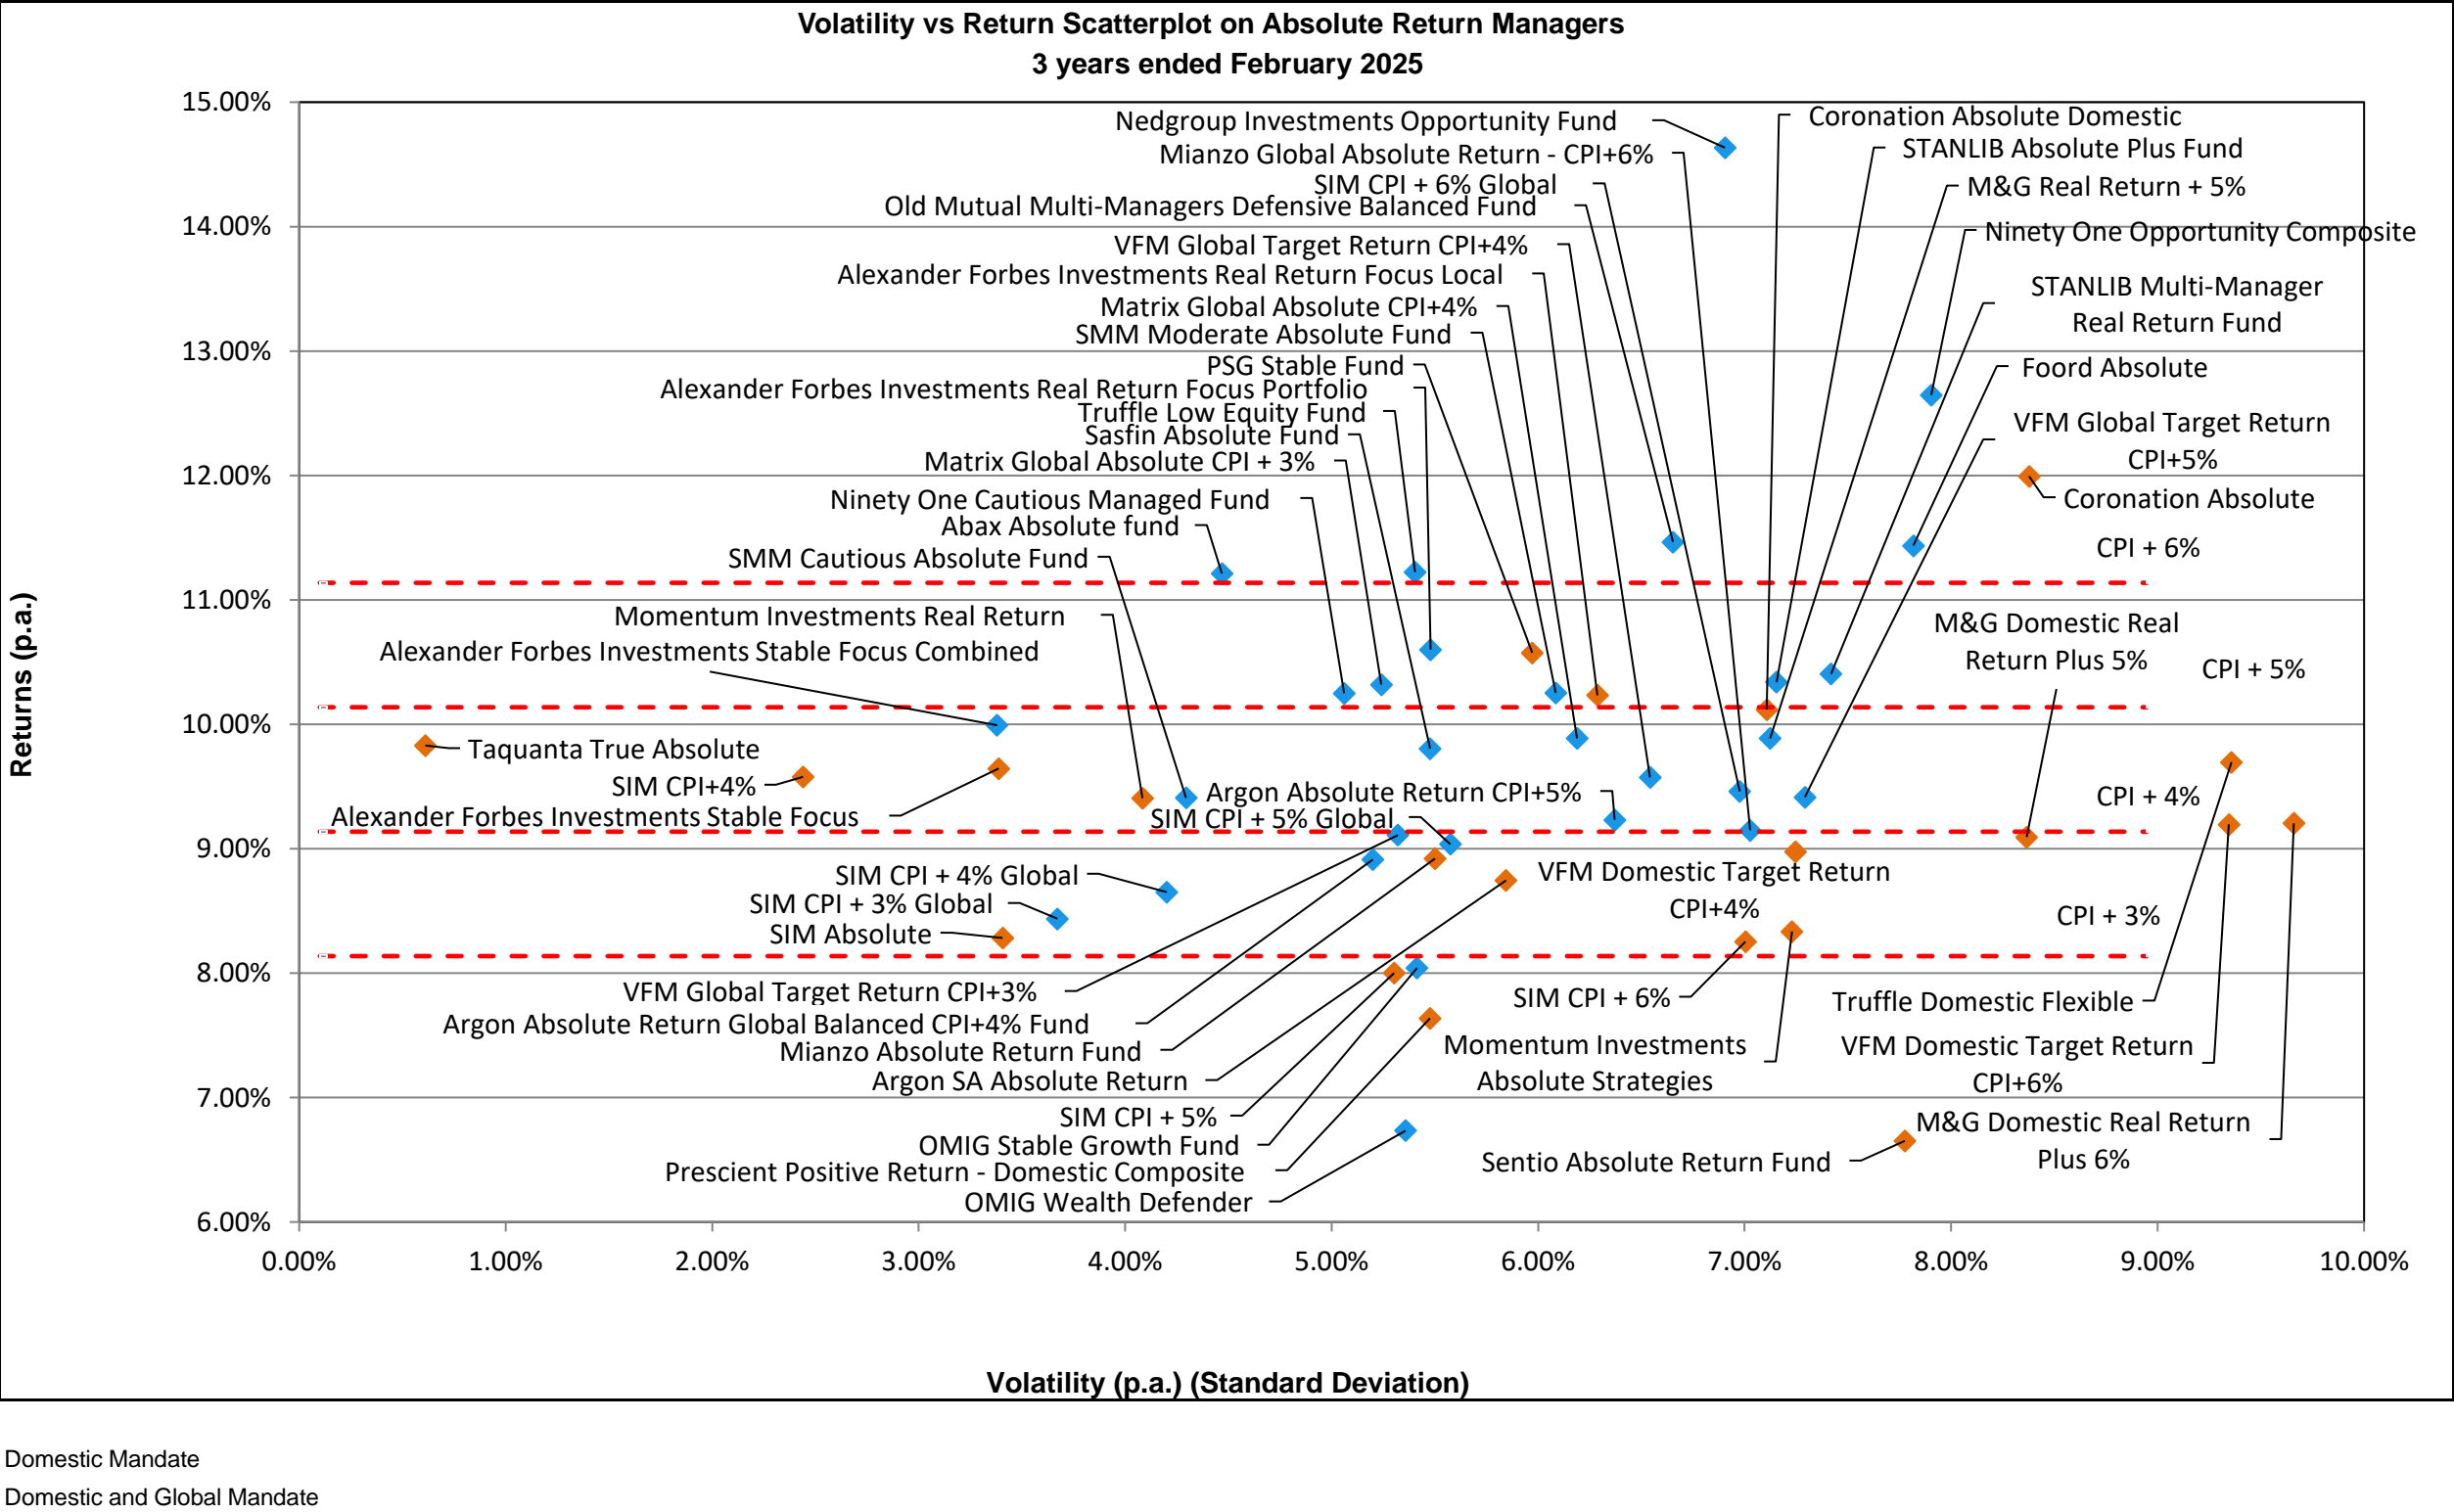 Volatility vs Return Scatterplot on Absolute Return Managers
3 years ended February 2025
Returns (p.a.)
15.00%
14.00%
13.00%
12.00%
11.00%
10.00%
9.00%
8.00%
7.00%
6.00%
Nedgroup Investments Opportunity Fund
Mianzo Global Absolute Return - CPI+6%
SIM CPI + 6% Global
Old Mutual Multi-Managers Defensive Balanced Fund
VFM Global Target Return CPI+4%
Alexander Forbes Investments Real Return Focus Local
Matrix Global Absolute CPI+4%
SMM Moderate Absolute Fund
PSG Stable Fund
Alexander Forbes Investments Real Return Focus Portfolio
Truffle Low Equity Fund
Sasfin Absolute Fund
Matrix Global Absolute CPI + 3%
Ninety One Cautious Managed Fund
Abax Absolute fund
SMM Cautious Absolute Fund
Momentum Investments Real Return
Alexander Forbes Investments Stable Focus Combined
Coronation Absolute Domestic
STANLIB Absolute Plus Fund
M&G Real Return + 5%
Ninety One Opportunity Composite
STANLIB Multi-Manager
Real Return Fund
Foord Absolute
VFM Global Target Return
CPI+5%
Coronation Absolute
CPI + 6%
M&G Domestic Real
Return Plus 5%
CPI + 5%
Taquanta True Absolute
SIM CPI+4%
Alexander Forbes Investments Stable Focus
Argon Absolute Return CPI+5%
SIM CPI + 5% Global
CPI + 4%
SIM CPI + 4% Global
SIM CPI + 3% Global
SIM Absolute
VFM Domestic Target Return
CPI+4%
CPI + 3%
VFM Global Target Return CPI+3%
Argon Absolute Return Global Balanced CPI+4% Fund
Mianzo Absolute Return Fund
Argon SA Absolute Return
SIM CPI + 5%
OMIG Stable Growth Fund
Prescient Positive Return - Domestic Composite
OMIG Wealth Defender
SIM CPI + 6%
Momentum Investments
Absolute Strategies
Truffle Domestic Flexible
VFM Domestic Target Return
CPI+6%
M&G Domestic Real Return
Plus 6%
Sentio Absolute Return Fund
0.00%
1.00%
2.00%
3.00%
4.00%
5.00%
6.00%
7.00%
8.00%
9.00%
10.00%
Volatility (p.a.) (Standard Deviation)
Domestic Mandate
Domestic and Global Mandate